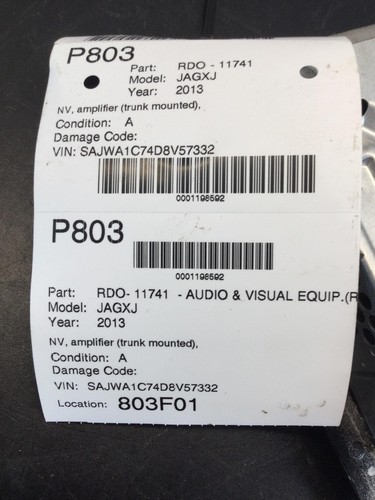 P803
Part: RDO - 11741
Model: JAGXJ
Year: 2013
NV, amplifier (trunk mounted),
Condition: A
Damage Code:
VIN: SAJWA1C74D8V57332
0001196592
P803
0001196592
Part: RDO- 11741 - AUDIO & VISUAL EQUIP.(R
Model: JAGXJ
Year: 2013
NV, amplifier (trunk mounted),
Condition: A
Damage Code:
VIN: SAJWA1C74D8V57332
Location: 803F01